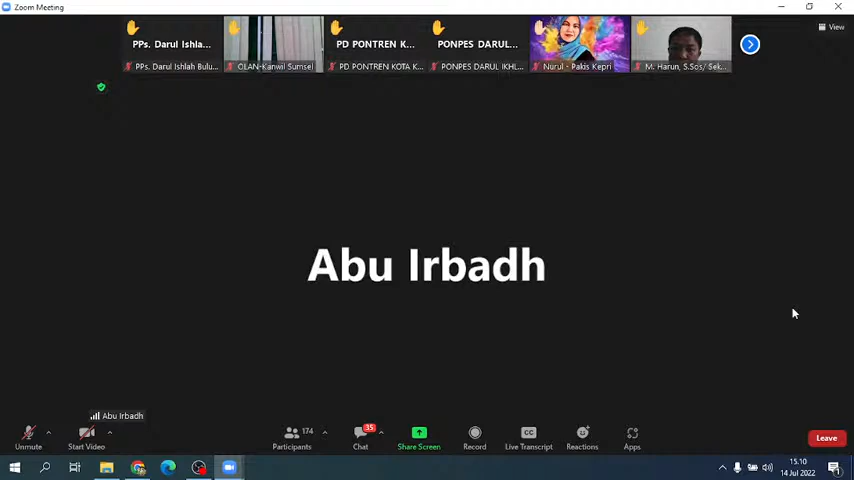 Zoom Meeting
View
PPs. Darul Ishla...
PD PONTREN K...
PONPES DARUL...
PPs. Darul Ishlah Bulu...
OLAN-Kanwil Sumsel
PD PONTREN KOTA K...
PONPES DARUL IKHL...
Nurul - Pakis Kepri
M. Harun, S.Sos/ Sek...
Abu Irbadh
Abu Irbadh
Unmute
Start Video
174
Participants
35
Chat
Share Screen
Record
CC
Live Transcript
Reactions
Apps
Leave
15.10
14 Jul 2022
1